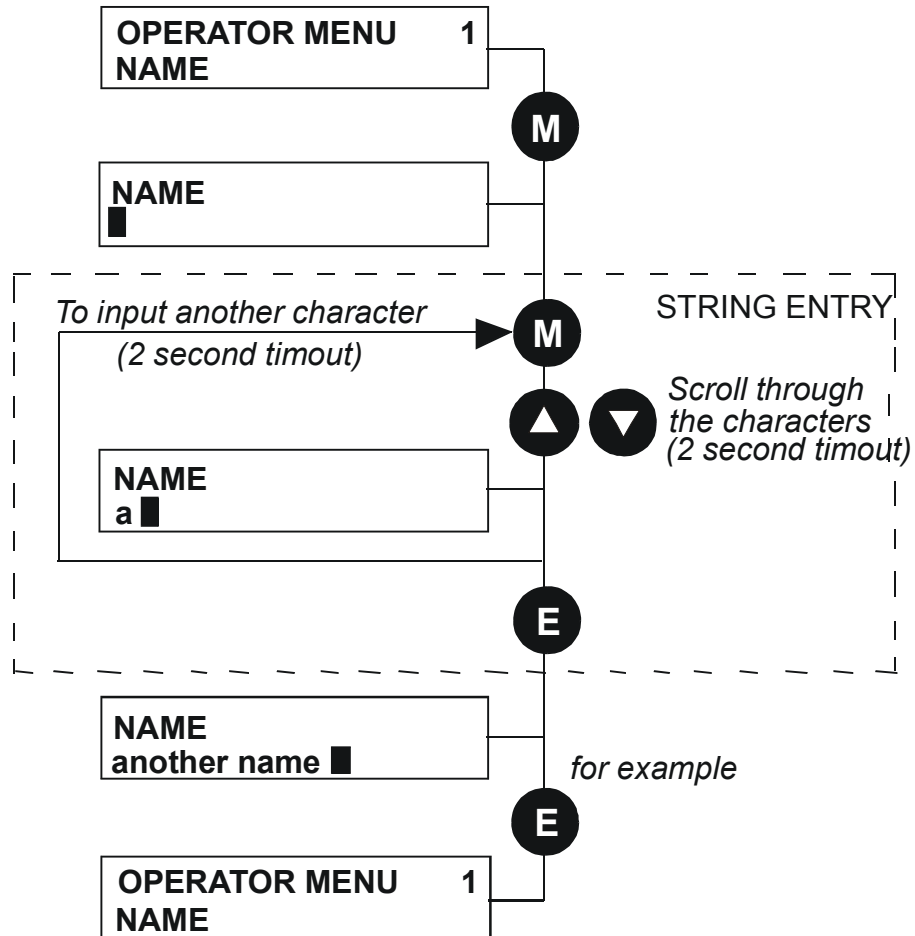 OPERATOR MENU 1
NAME
M
NAME
STRING ENTRY
To input another character
(2 second timout)
M
Scroll through
the characters
(2 second timout)
NAME
a
E
NAME
another name
for example
E
OPERATOR MENU 1
NAME